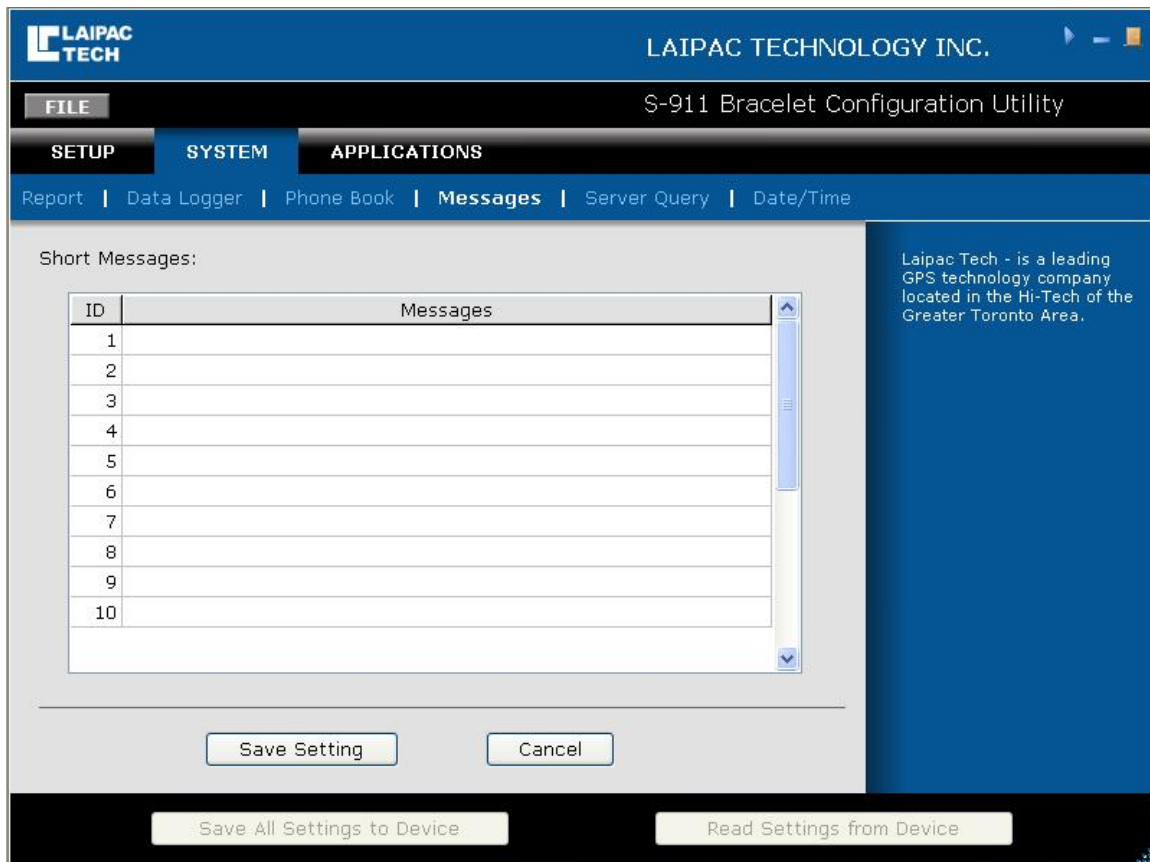 LAIPAC
TECH
LAIPAC TECHNOLOGY INC.
FILE
S-911 Bracelet Configuration Utility
SETUP SYSTEM APPLICATIONS
Report | Data Logger | Phone Book | Messages | Server Query | Date/Time
Short Messages:
ID Messages
1
2
3
4
5
6
7
8
9
10
Laipac Tech - is a leading
GPS technology company
located in the Hi-Tech of the
Greater Toronto Area.
Save Setting Cancel
Save All Settings to Device Read Settings from Device